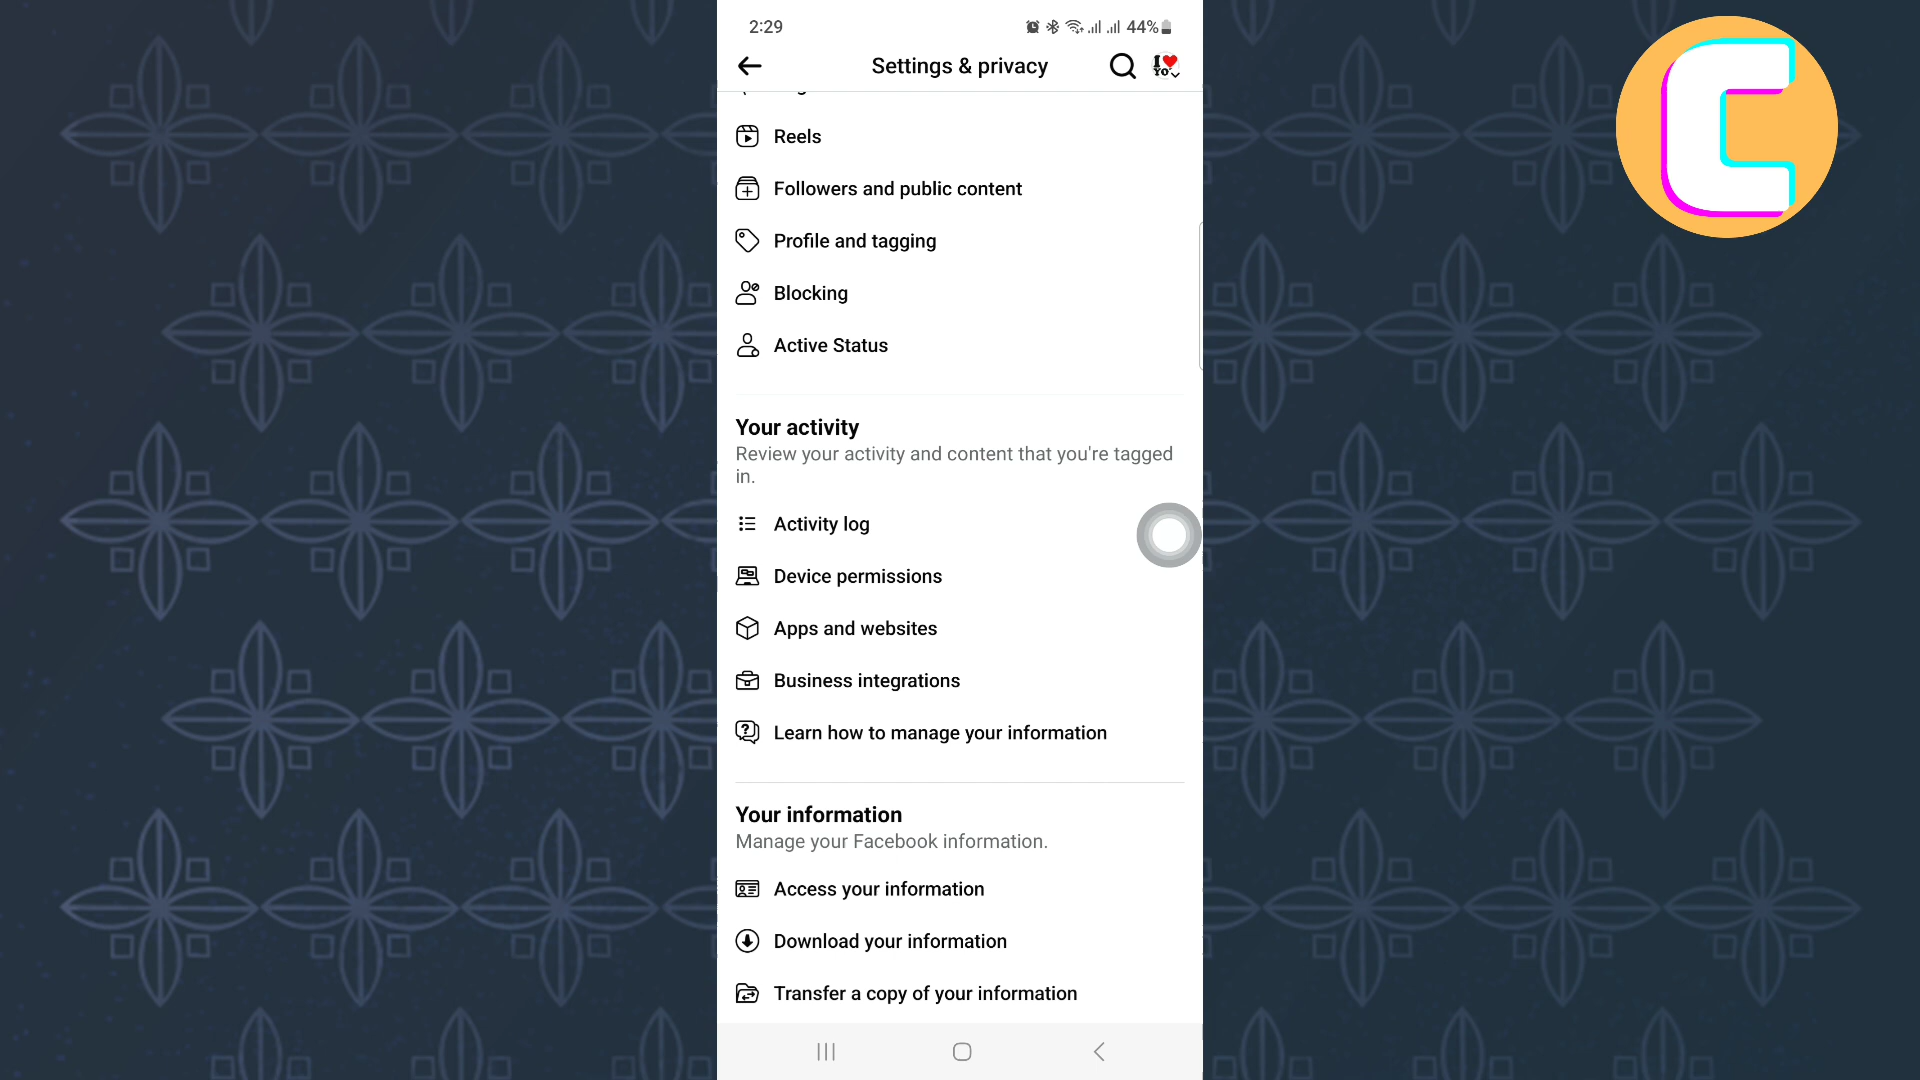 2:29
44%
Settings & privacy
I
YO
Reels
Followers and public content
Profile and tagging
Blocking
Active Status
Your activity
Review your activity and content that you're tagged
in.
Activity log
Device permissions
Apps and websites
Business integrations
Learn how to manage your information
Your information
Manage your Facebook information.
Access your information
Download your information
Transfer a copy of your information
C